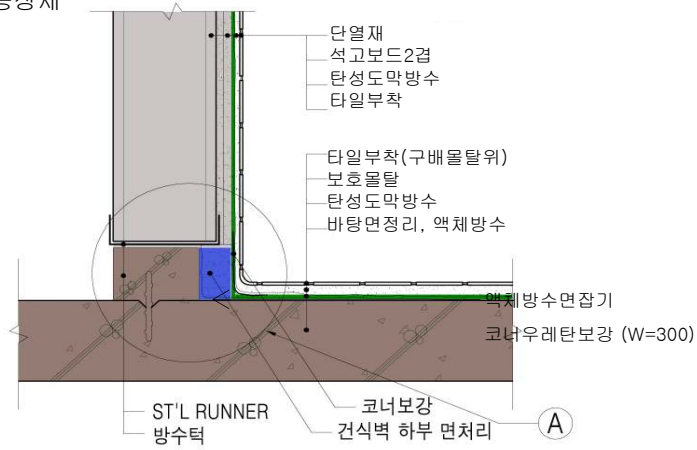 단열재
석고보드2겹
탄성도막방수
타일부착
타일부착(구배몰탈위)
보호몰탈
탄성도막방수
바탕면정리, 액체방수
액체방수면잡기
코너우레탄보강 (W=300)
ST'L RUNNER
방수턱
코너보강
건식벽 하부 면처리
A